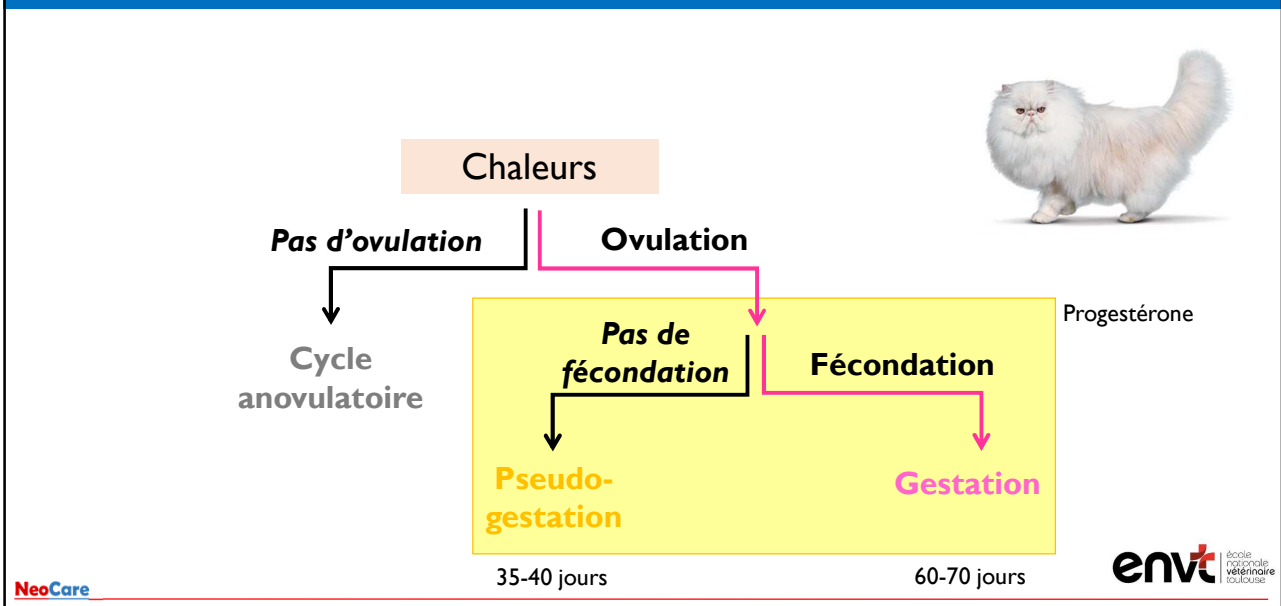 Chaleurs
Pas d'ovulation
Ovulation
Progestérone
Cycle
anovulatoire
Pas de
fécondation
Fécondation
Pseudo-
gestation
Gestation
35-40 jours
60-70 jours
NeoCare
envt
école
nationale
vétérinaire
toulouse